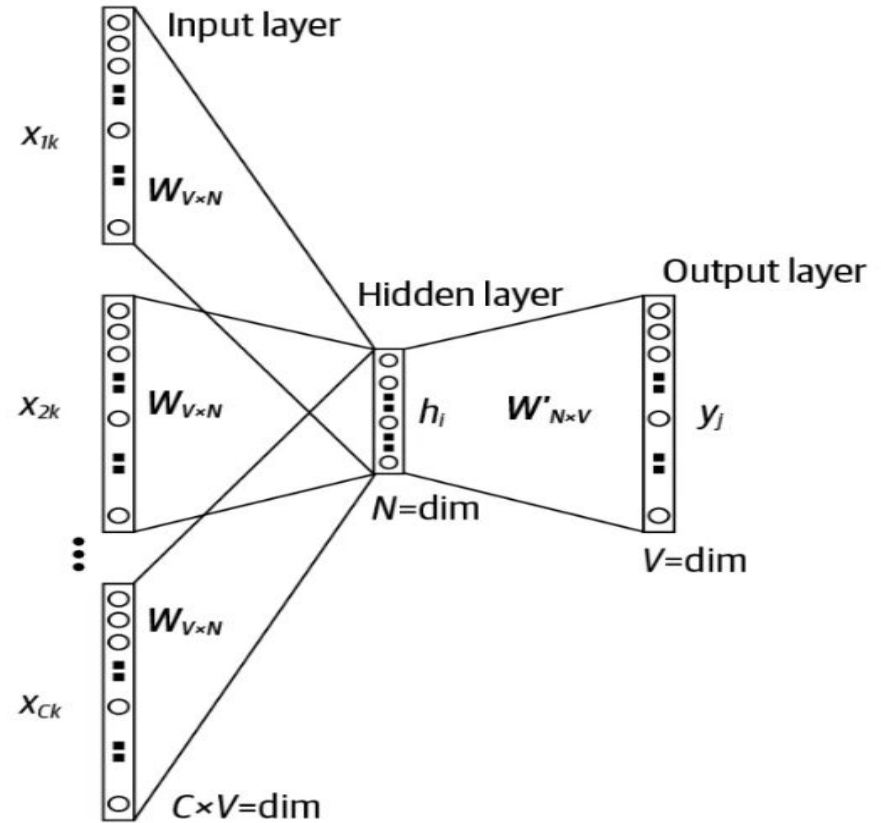 Input layer
x1k
WV×N
Hidden layer
Output layer
x2k
WV×N
hi
W'N×V
yj
N=dim
V=dim
WV×N
xCk
C×V=dim